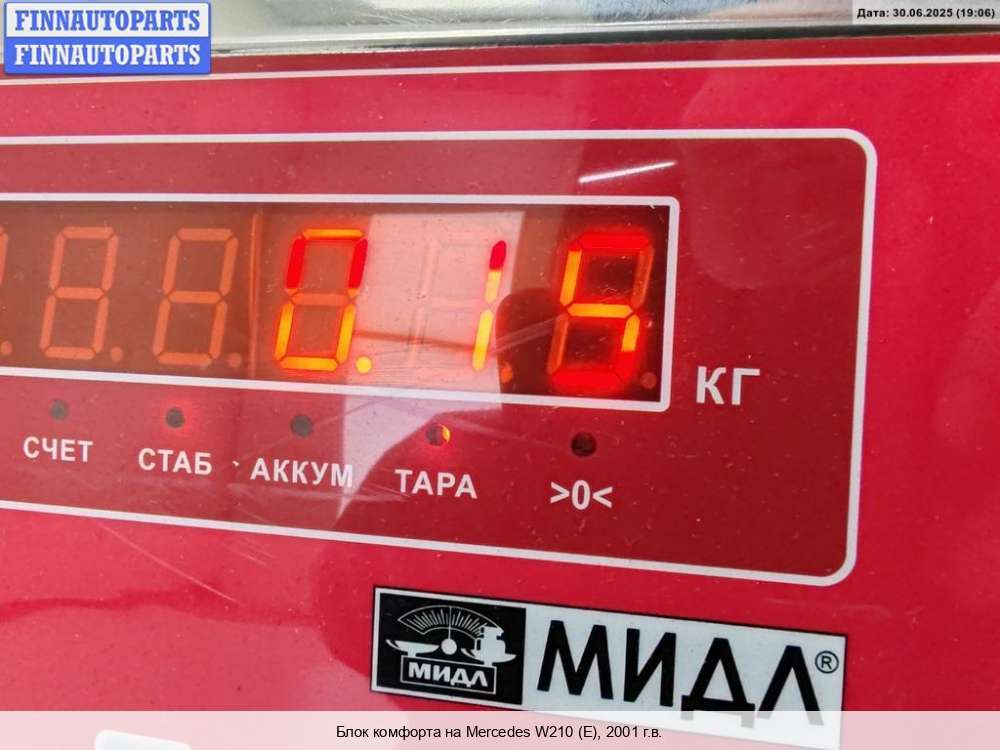 FINNAUTOPARTS
FINNAUTOPARTS
Дата: 30.06.2025 (19:06)
0.15
КГ
СЧЕТ СТАБ АККУМ ТАРА >0<
МИДЛ
МИДЛ®
Блок комфорта на Mercedes W210 (E), 2001 г.в.